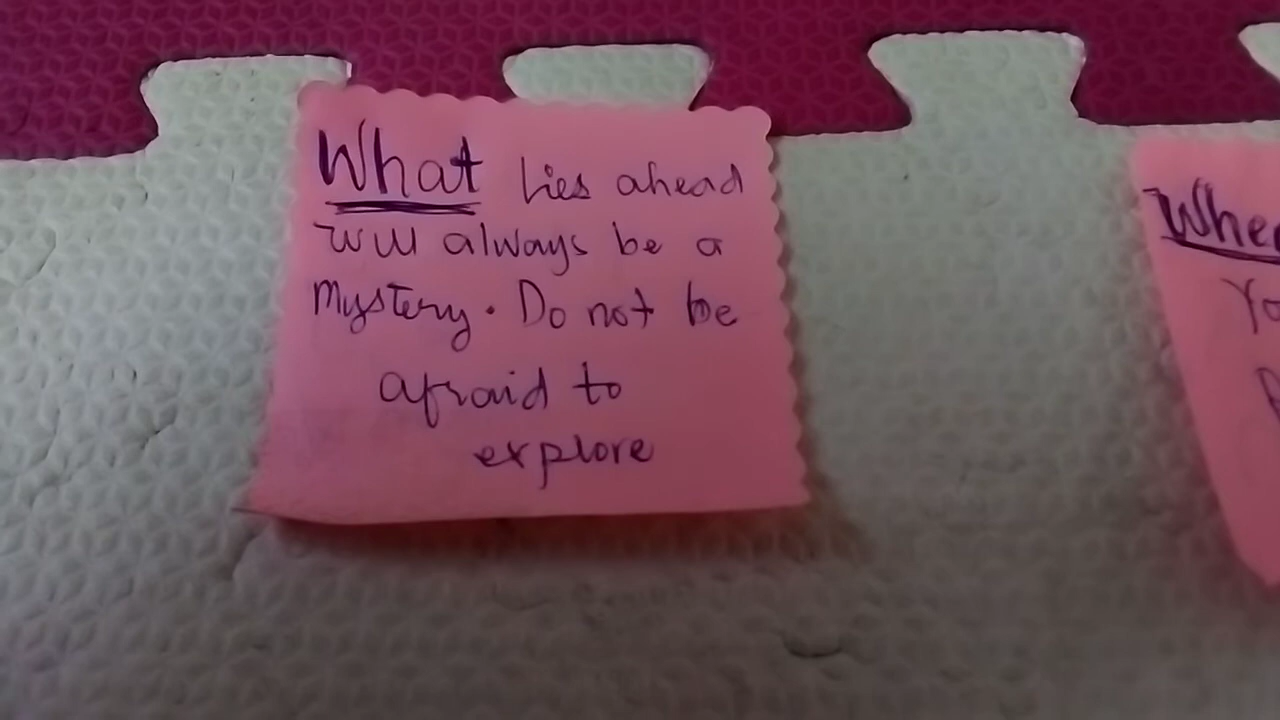 What lies ahead
will always be a
mystery. Do not be
afraid to
explore